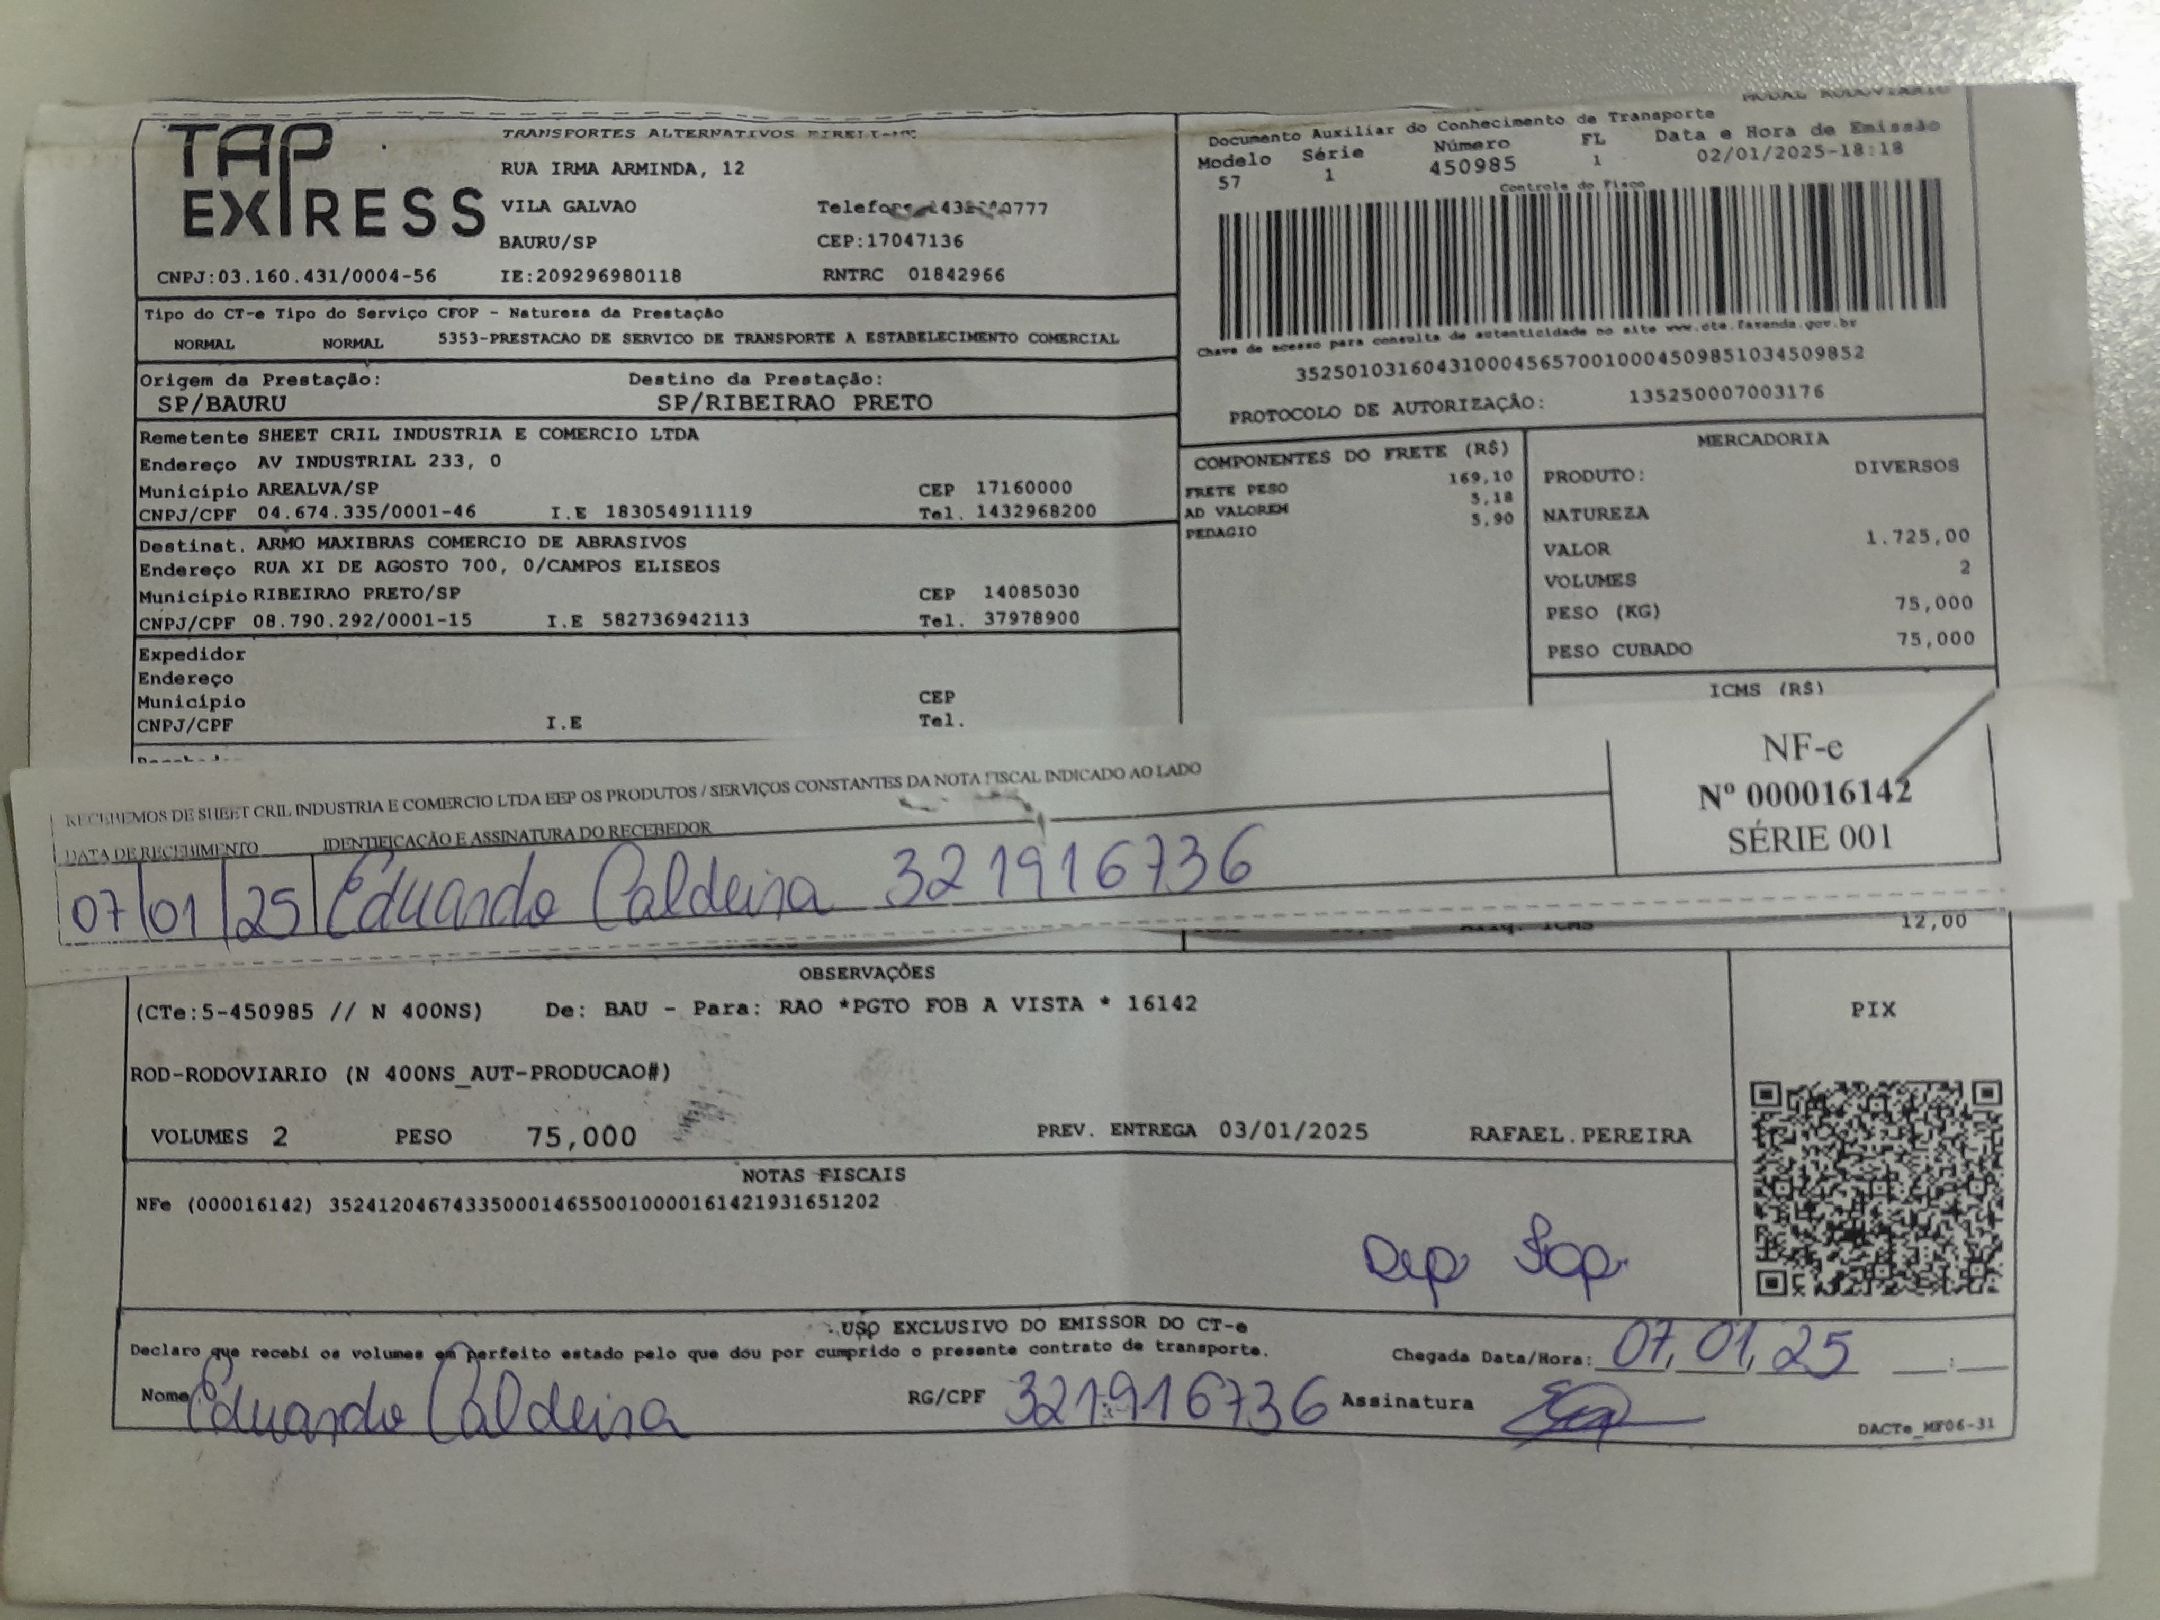 MODAL RODOVIARIO
TAP EXPRESS
TRANSPORTES ALTERNATIVOS EIRELI-ME
RUA IRMA ARMINDA, 12
VILA GALVAO
BAURU/SP CEP:17047136
CNPJ:03.160.431/0004-56 IE:209296980118 RNTRC 01842966
Documento Auxiliar do Conhecimento de Transporte
Modelo Série Número FL Data e Hora de Emissão
57 1 450985 1 02/01/2025-18:18
Controle do Fisco
Chave de acesso para consulta de autenticidade no site www.cte.fazenda.gov.br
35250103160431000456570010004509851034509852
PROTOCOLO DE AUTORIZAÇÃO: 135250007003176
Tipo do CT-e Tipo do Serviço CFOP - Natureza da Prestação
NORMAL NORMAL 5353-PRESTACAO DE SERVICO DE TRANSPORTE A ESTABELECIMENTO COMERCIAL
Origem da Prestação: Destino da Prestação:
SP/BAURU SP/RIBEIRAO PRETO
Remetente SHEET CRIL INDUSTRIA E COMERCIO LTDA
Endereço AV INDUSTRIAL 233, 0
Município AREALVA/SP CEP 17160000
CNPJ/CPF 04.674.335/0001-46 I.E 183054911119 Tel. 1432968200
Destinat. ARMO MAXIBRAS COMERCIO DE ABRASIVOS
Endereço RUA XI DE AGOSTO 700, 0/CAMPOS ELISEOS
Município RIBEIRAO PRETO/SP CEP 14085030
CNPJ/CPF 08.790.292/0001-15 I.E 582736942113 Tel. 37978900
Expedidor
Endereço
Município CEP
CNPJ/CPF I.E Tel.
COMPONENTES DO FRETE (R$)
FRETE PESO 169,10
AD VALOREM 5,18
PEDAGIO 5,90
MERCADORIA
PRODUTO: DIVERSOS
NATUREZA
VALOR 1.725,00
VOLUMES 2
PESO (KG) 75,000
PESO CUBADO 75,000
ICMS (R$)
RECEBEMOS DE SHEET CRIL INDUSTRIA E COMERCIO LTDA EEP OS PRODUTOS / SERVIÇOS CONSTANTES DA NOTA FISCAL INDICADO AO LADO
DATA DE RECEBIMENTO IDENTIFICAÇÃO E ASSINATURA DO RECEBEDOR
07 01 25 Eduardo Caldeira 321916736
NF-e
Nº 000016142
SÉRIE 001
Aliq. ICMS 12,00
OBSERVAÇÕES
(CTe:5-450985 // N 400NS) De: BAU - Para: RAO *PGTO FOB A VISTA * 16142
ROD-RODOVIARIO (N 400NS_AUT-PRODUCAO#)
VOLUMES 2 PESO 75,000 PREV. ENTREGA 03/01/2025 RAFAEL.PEREIRA
PIX
NOTAS FISCAIS
NFe (000016142) 35241204674335000146550010000161421931651202
USO EXCLUSIVO DO EMISSOR DO CT-e
Declaro que recebi os volumes em perfeito estado pelo que dou por cumprido o presente contrato de transporte.
Chegada Data/Hora: 07, 01, 25 __:__
Nome Eduardo Caldeira RG/CPF 321916736 Assinatura
DACTe_MF06-31